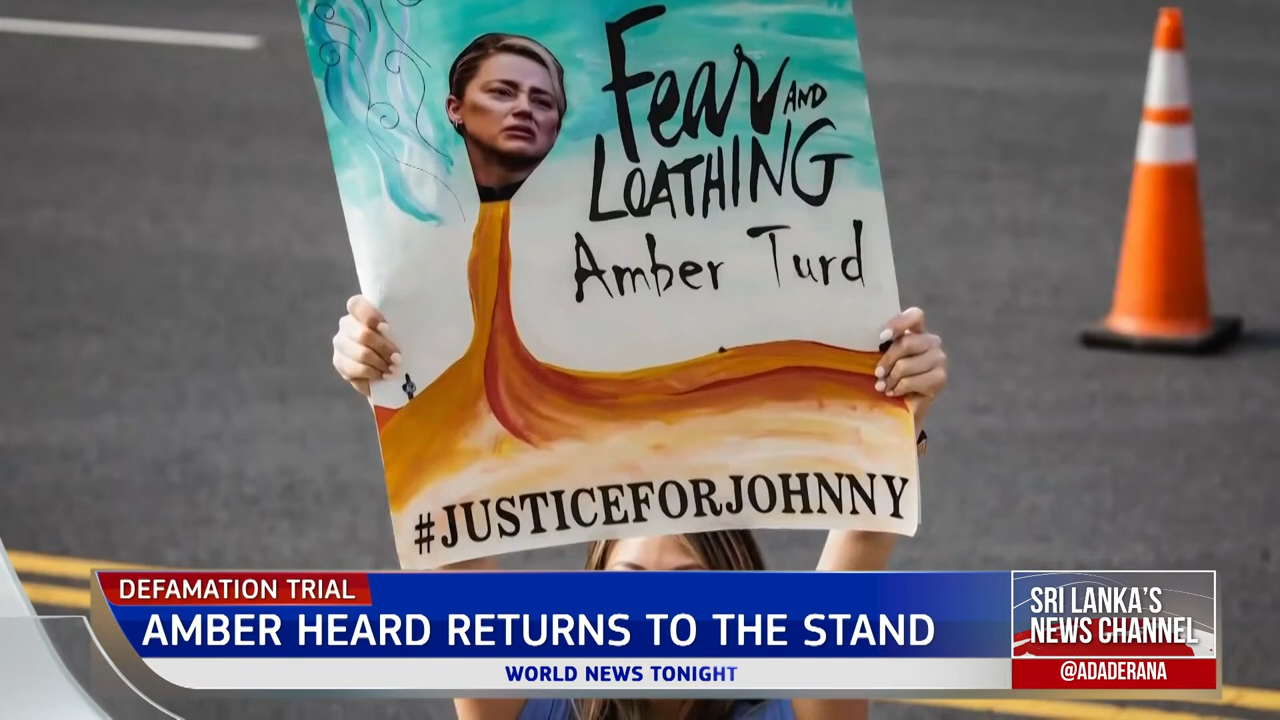 Fear AND
LOATHING
Amber Turd
#JUSTICEFORJOHNNY
DEFAMATION TRIAL
AMBER HEARD RETURNS TO THE STAND
WORLD NEWS TONIGHT
SRI LANKA'S
NEWS CHANNEL
@ADADERANA